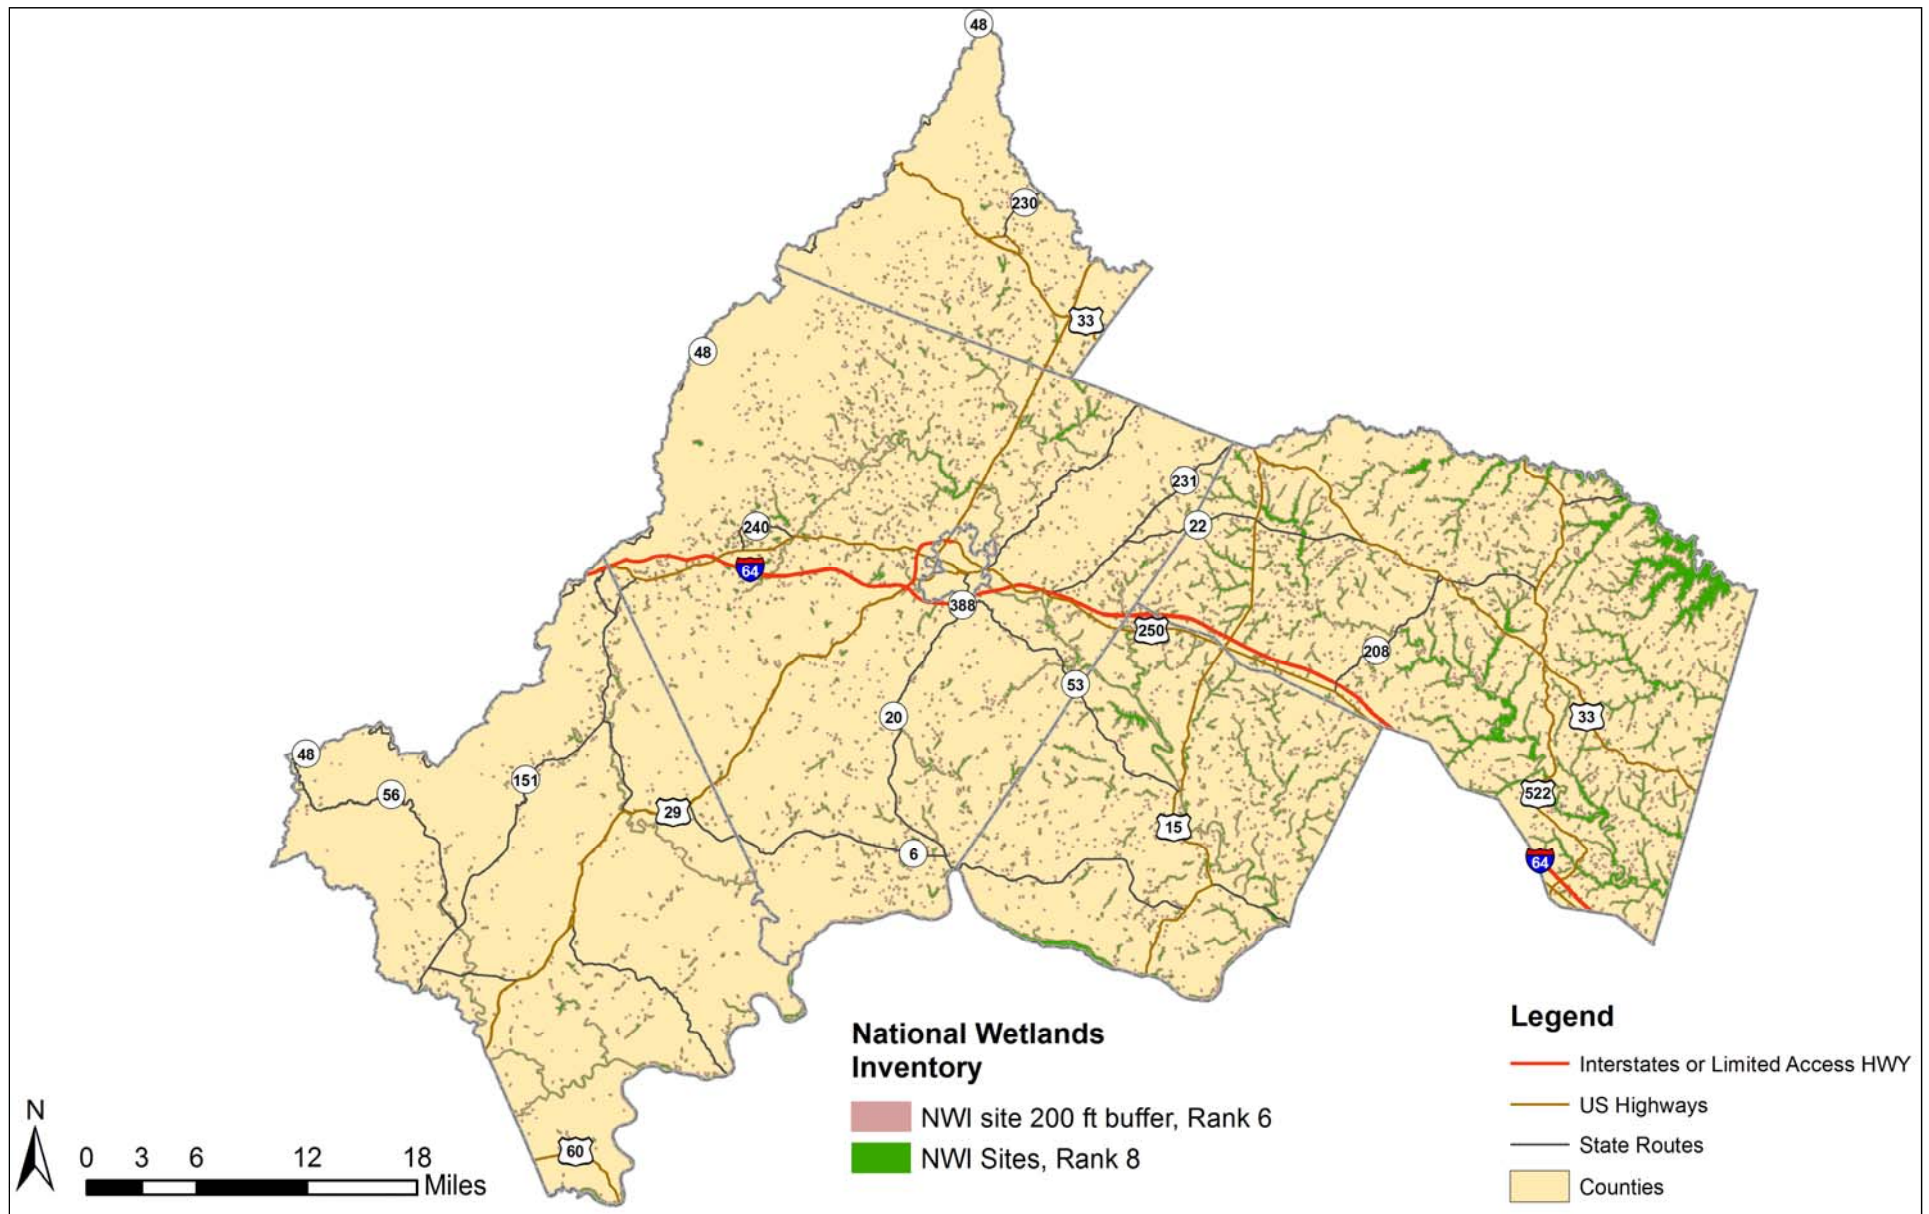 48
230
33
48
231
22
240
64
388
250
208
53
20
33
48
56
151
29
6
15
522
64
60
National Wetlands
Inventory
NWI site 200 ft buffer, Rank 6
NWI Sites, Rank 8
Legend
Interstates or Limited Access HWY
US Highways
State Routes
Counties
N
0 3 6 12 18
Miles